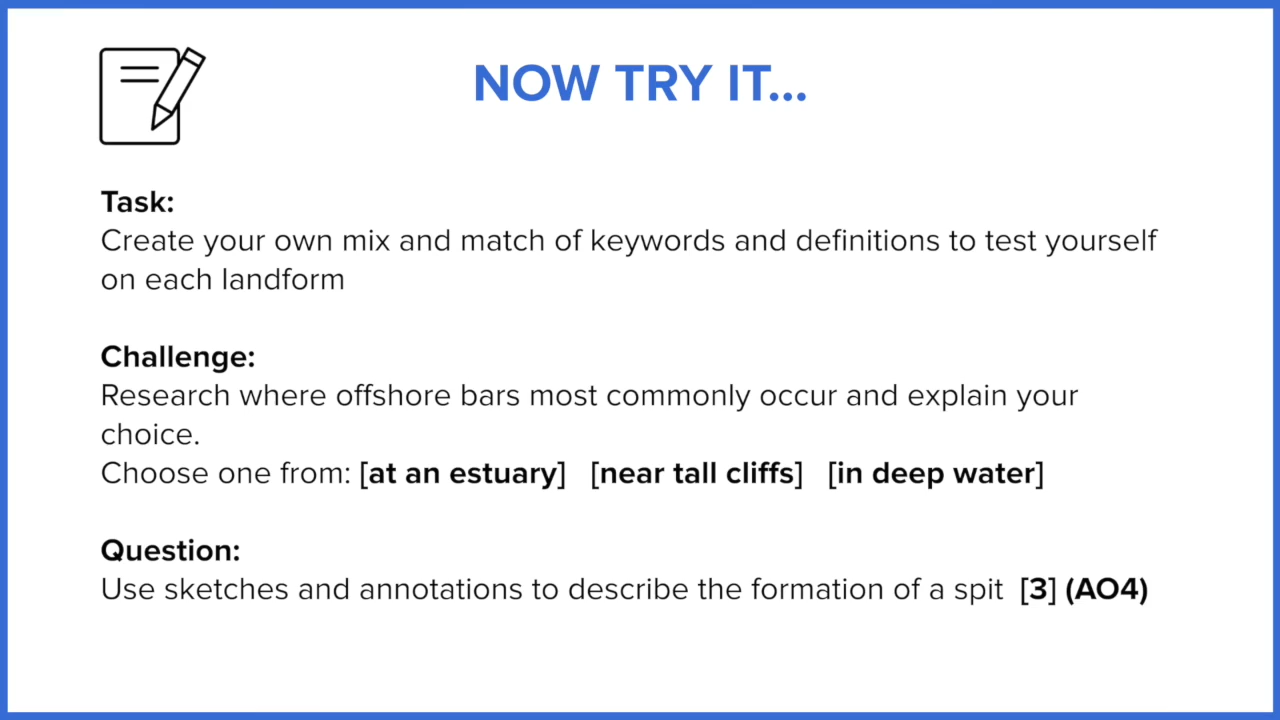 NOW TRY IT...
Task:
Create your own mix and match of keywords and definitions to test yourself
on each landform
Challenge:
Research where offshore bars most commonly occur and explain your
choice.
Choose one from: [at an estuary] [near tall cliffs] [in deep water]
Question:
Use sketches and annotations to describe the formation of a spit [3] (AO4)